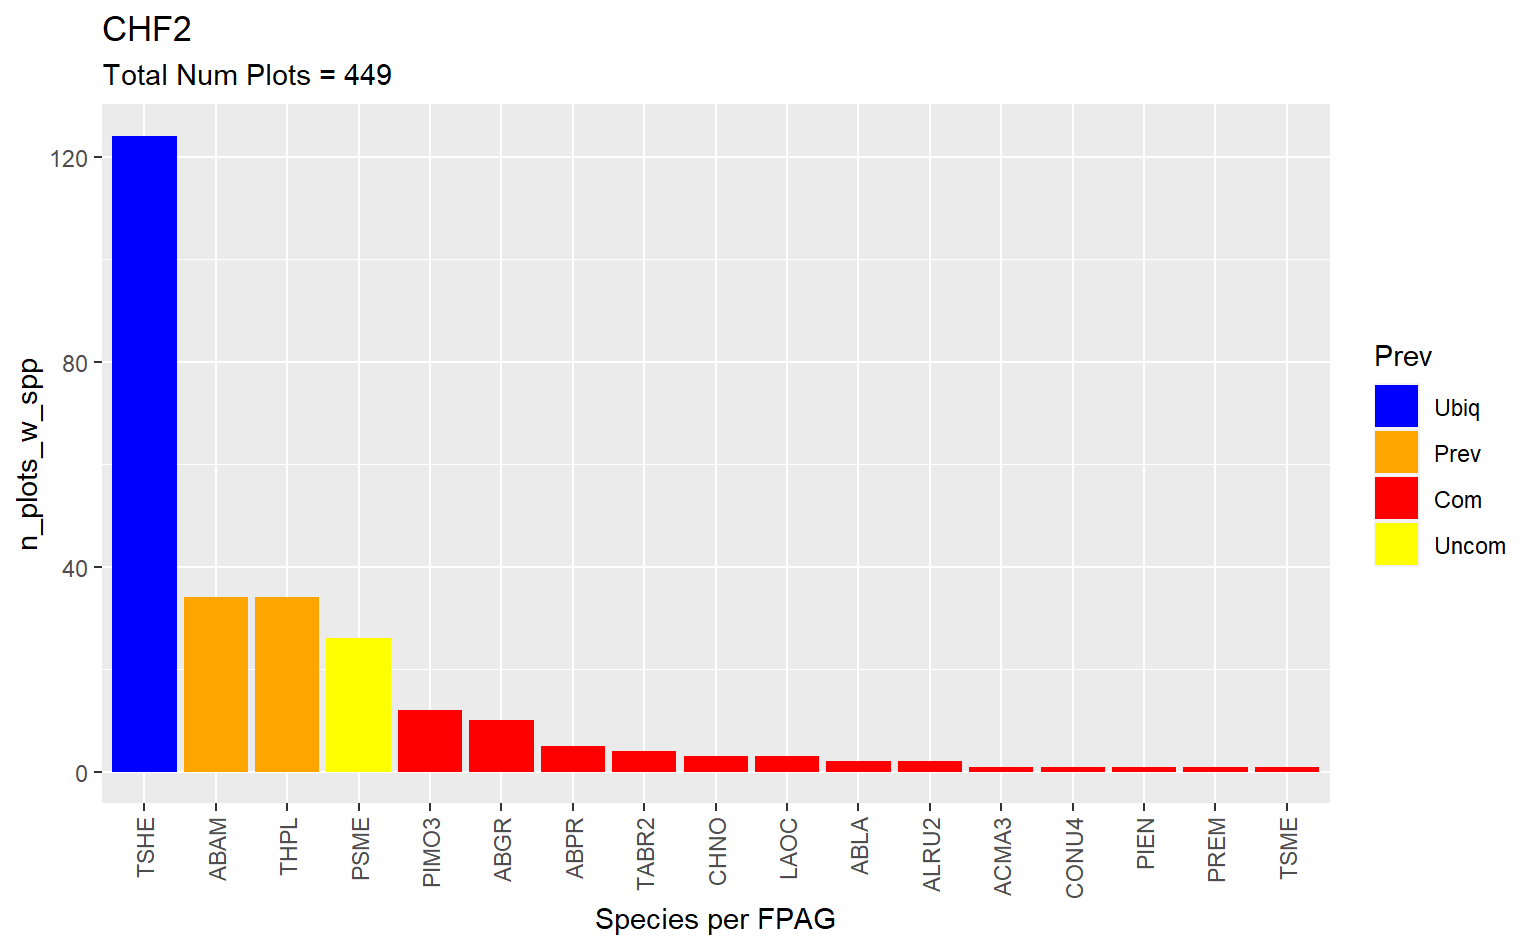 CHF2
Total Num Plots = 449
n_plots_w_spp
120
80
40
0
TSHE
ABAM
THPL
PSME
PIMO3
ABGR
ABPR
TABR2
CHNO
LAOC
ABLA
ALRU2
ACMA3
CONU4
PIEN
PREM
TSME
Species per FPAG
Prev
Ubiq
Prev
Com
Uncom